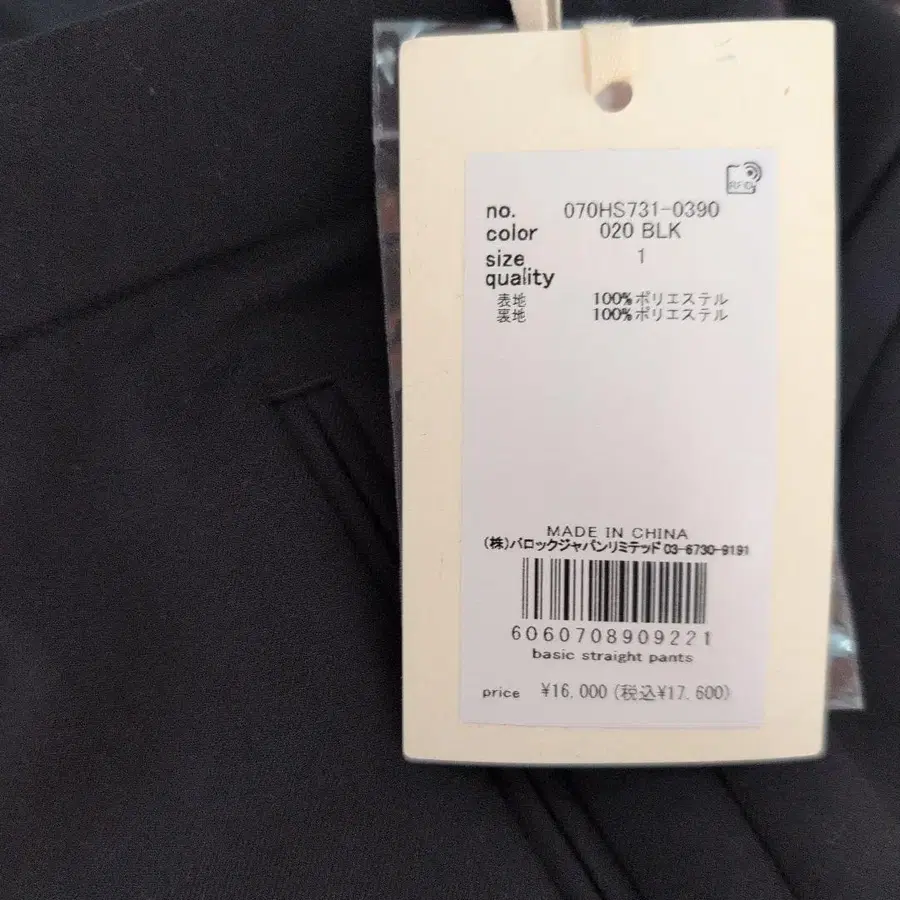 RFID
no. 070HS731-0390
color 020 BLK
size 1
quality
表地 100%ポリエステル
裏地 100%ポリエステル
MADE IN CHINA
(株)バロックジャパンリミテッド 03-6730-9191
6060708909221
basic straight pants
price ¥16,000 (税込¥17,600)